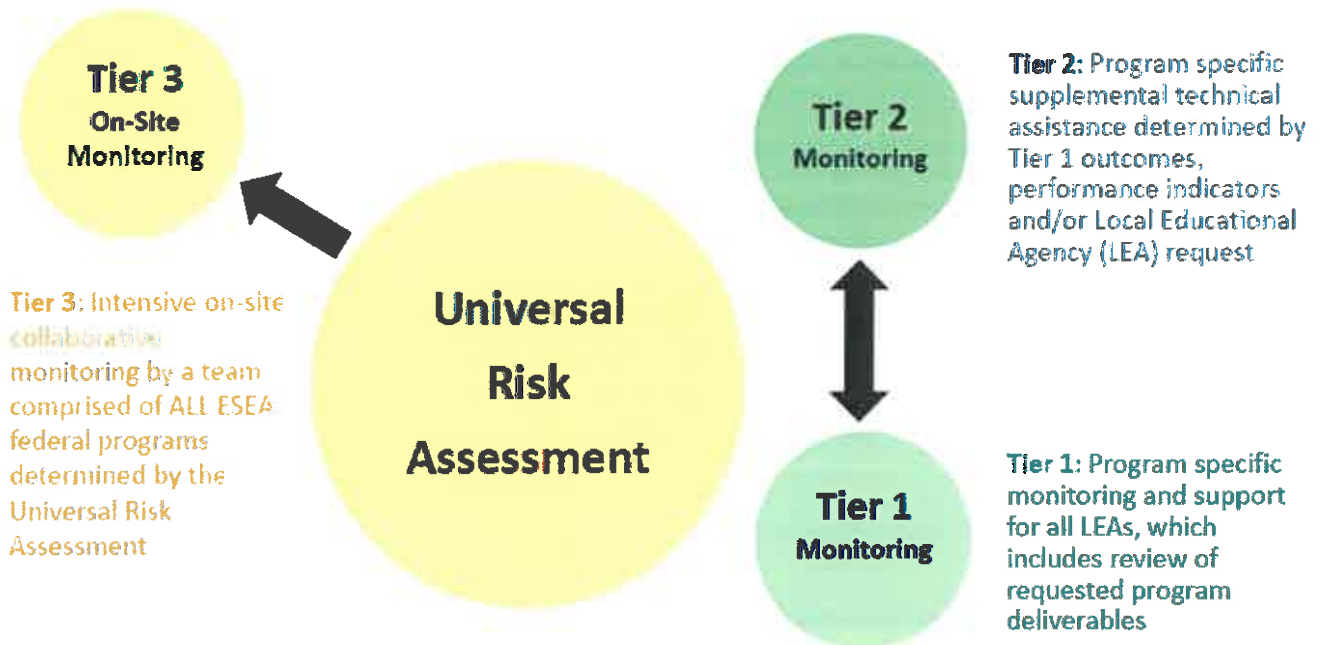 Tier 3
On-Site
Monitoring
Tier 3: Intensive on-site
collaborative
monitoring by a team
comprised of ALL ESEA
federal programs
determined by the
Universal Risk
Assessment
Universal
Risk
Assessment
Tier 2
Monitoring
Tier 2: Program specific
supplemental technical
assistance determined by
Tier 1 outcomes,
performance indicators
and/or Local Educational
Agency (LEA) request
Tier 1
Monitoring
Tier 1: Program specific
monitoring and support
for all LEAs, which
includes review of
requested program
deliverables